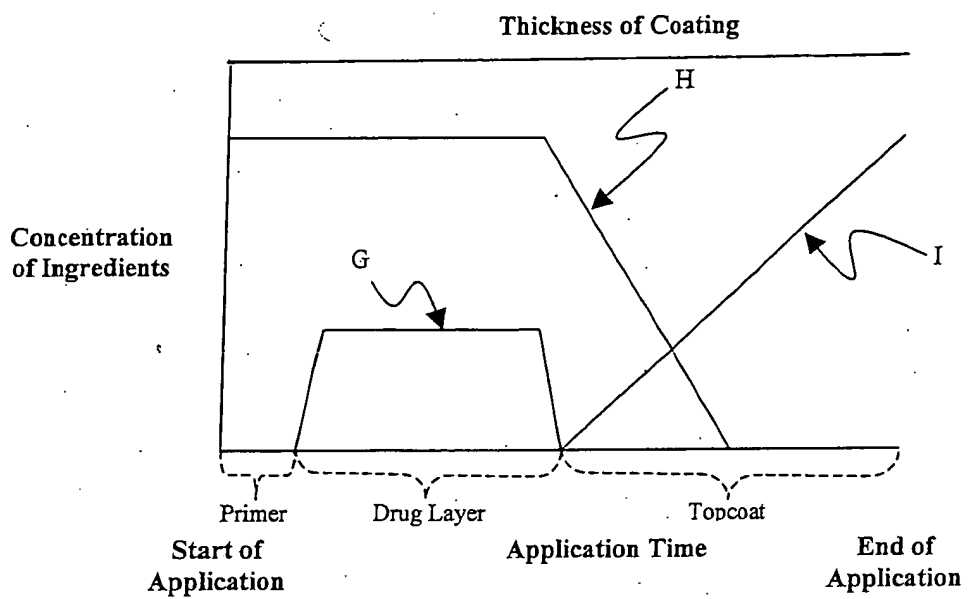 Thickness of Coating
H
Concentration
of Ingredients
G
I
Primer
Drug Layer
Topcoat
Start of
Application
Application Time
End of
Application